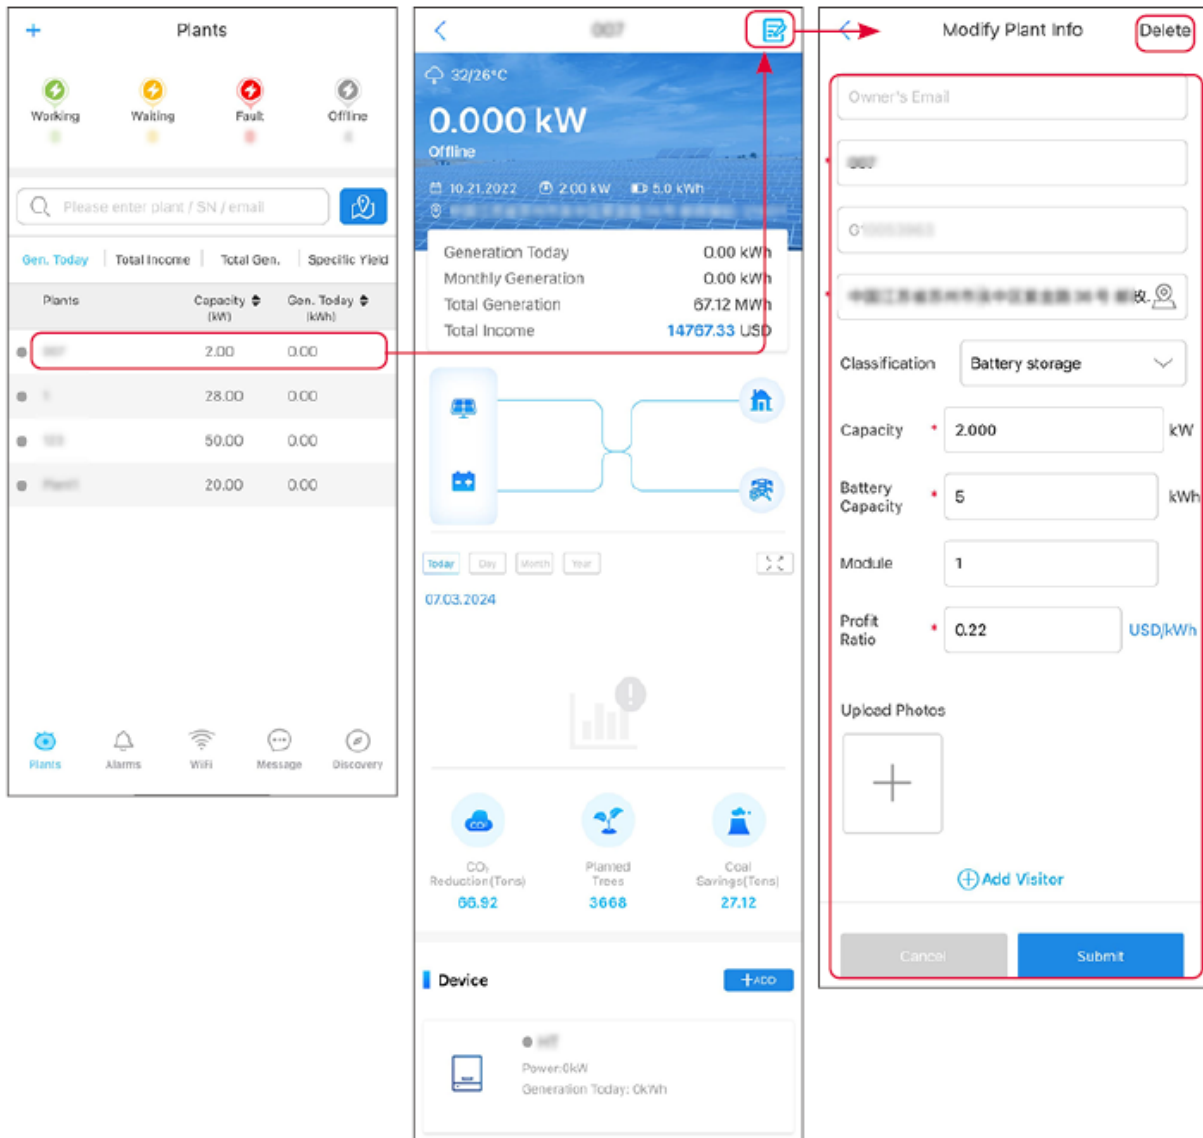 Plants
Working
Waiting
Fault
Offline
Please enter plant / SN / email
Gen. Today
Total Income
Total Gen.
Specific Yield
Plants
Capacity
(kW)
Gen. Today
(kWh)
2.00
0.00
28.00
0.00
50.00
0.00
20.00
0.00
Plants
Alarms
WiFi
Message
Discovery
007
32/26°C
0.000 kW
Offline
10.21.2022
2.00 kW
5.0 kWh
Generation Today
0.00 kWh
Monthly Generation
0.00 kWh
Total Generation
67.12 MWh
Total Income
14767.33 USD
Today
Day
Month
Year
07.03.2024
CO₂
Reduction(Tons)
66.92
Planted
Trees
3668
Coal
Savings(Tons)
27.12
Device
+ADD
Power:0kW
Generation Today: 0kWh
Modify Plant Info
Delete
Owner's Email
* 007
*
Classification
Battery storage
Capacity *
2.000
kW
Battery
Capacity *
5
kWh
Module
1
Profit
Ratio *
0.22
USD/kWh
Upload Photos
Add Visitor
Cancel
Submit